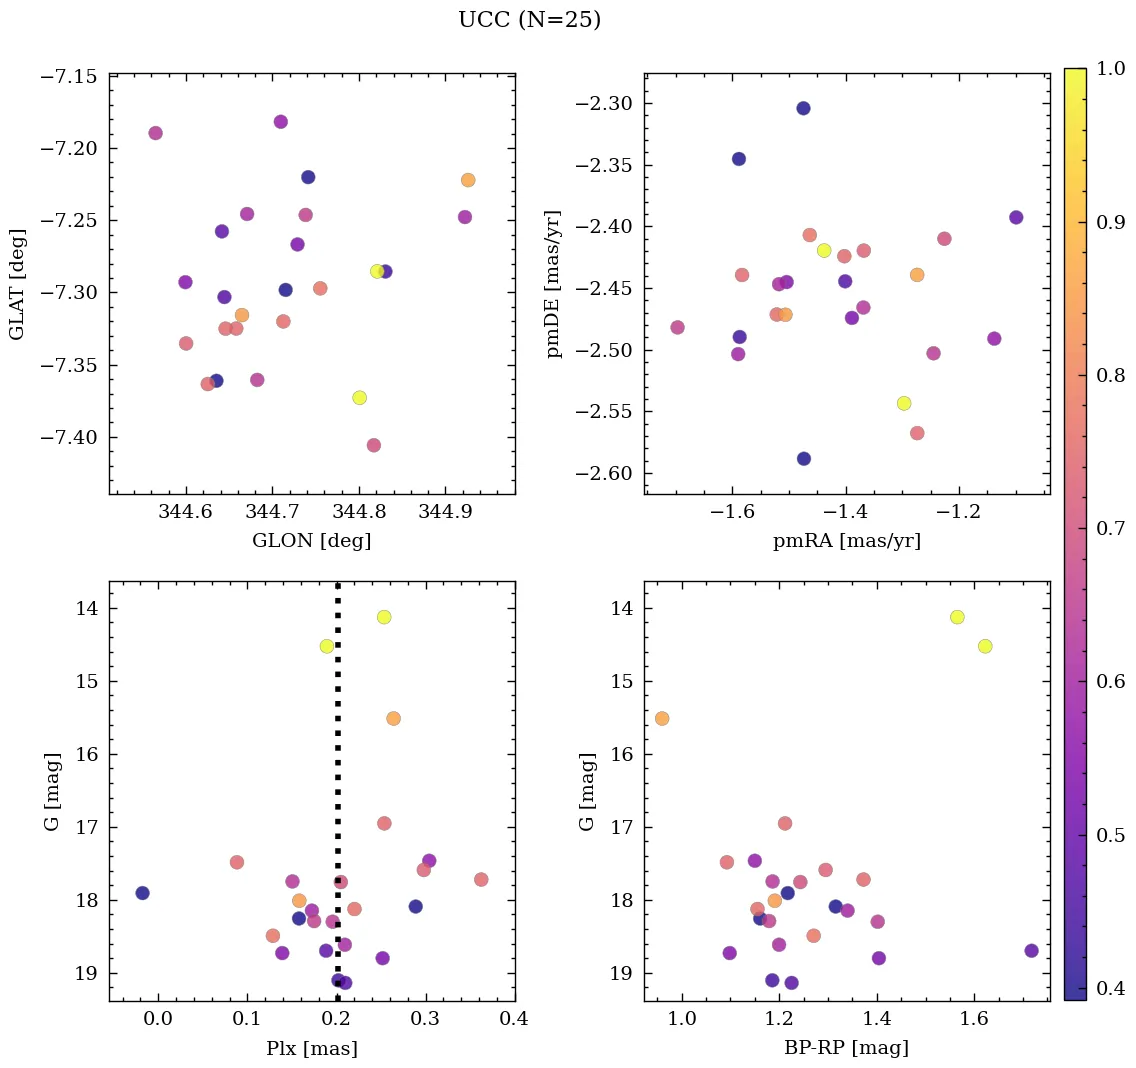 UCC (N=25)
−7.15
−7.20
−7.25
−7.30
−7.35
−7.40
GLAT [deg]
344.6 344.7 344.8 344.9
GLON [deg]
−2.30
−2.35
−2.40
−2.45
−2.50
−2.55
−2.60
pmDE [mas/yr]
−1.6 −1.4 −1.2
pmRA [mas/yr]
14
15
16
17
18
19
G [mag]
0.0 0.1 0.2 0.3 0.4
Plx [mas]
14
15
16
17
18
19
G [mag]
1.0 1.2 1.4 1.6
BP-RP [mag]
1.0
0.9
0.8
0.7
0.6
0.5
0.4